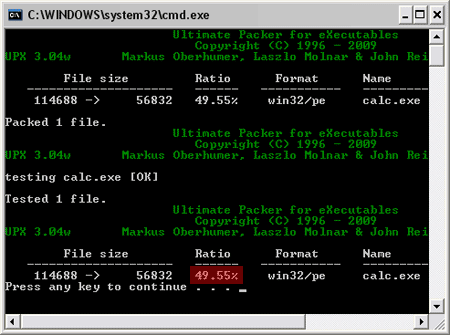 C:\WINDOWS\system32\cmd.exe
Ultimate Packer for eXecutables
Copyright (C) 1996 - 2009
UPX 3.04w Markus Oberhumer, Laszlo Molnar & John Rei
File size Ratio Format Name
-------------------- ------ ----------- -----
114688 -> 56832 49.55% win32/pe calc.exe
Packed 1 file.
Ultimate Packer for eXecutables
Copyright (C) 1996 - 2009
UPX 3.04w Markus Oberhumer, Laszlo Molnar & John Rei
testing calc.exe [OK]
Tested 1 file.
Ultimate Packer for eXecutables
Copyright (C) 1996 - 2009
UPX 3.04w Markus Oberhumer, Laszlo Molnar & John Rei
File size Ratio Format Name
-------------------- ------ ----------- -----
114688 -> 56832 49.55% win32/pe calc.exe
Press any key to continue . . . _